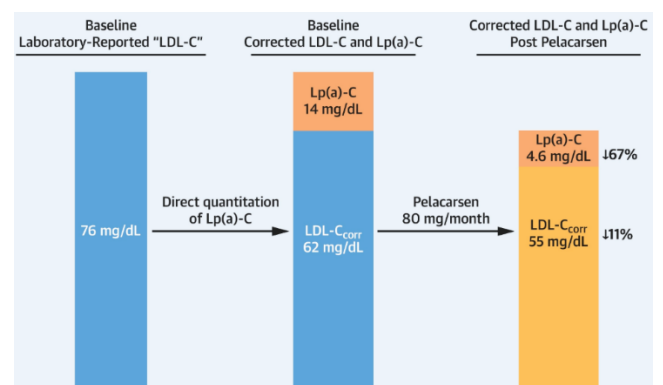 Baseline
Laboratory-Reported "LDL-C"
Baseline
Corrected LDL-C and Lp(a)-C
Corrected LDL-C and Lp(a)-C
Post Pelacarsen
76 mg/dL
Direct quantitation
of Lp(a)-C
Lp(a)-C
14 mg/dL
LDL-Ccorr
62 mg/dL
Pelacarsen
80 mg/month
Lp(a)-C
4.6 mg/dL
↓67%
LDL-Ccorr
55 mg/dL
↓11%